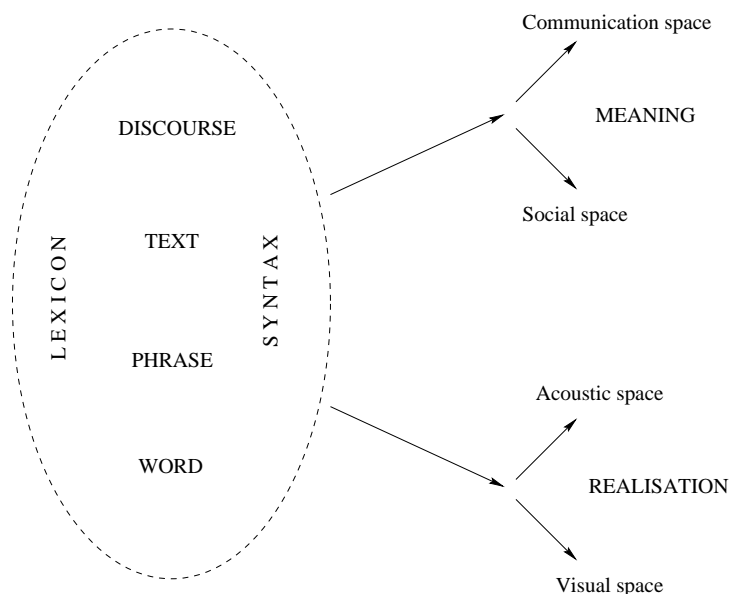 Communication space
DISCOURSE
MEANING
Social space
LEXICON
TEXT
SYNTAX
PHRASE
Acoustic space
WORD
REALISATION
Visual space